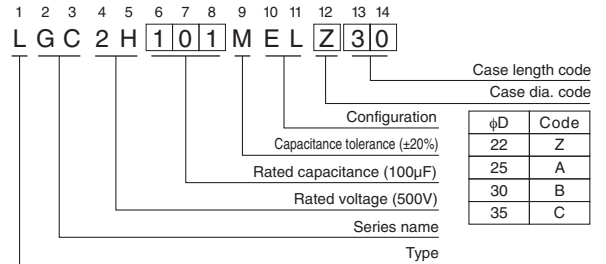 1 2 3 4 5 6 7 8 9 10 11 12 13 14
L G C 2 H 1 0 1 M E L Z 3 0
Case length code
Case dia. code
Configuration
Capacitance tolerance (±20%)
Rated capacitance (100µF)
Rated voltage (500V)
Series name
Type
ϕD Code
22 Z
25 A
30 B
35 C